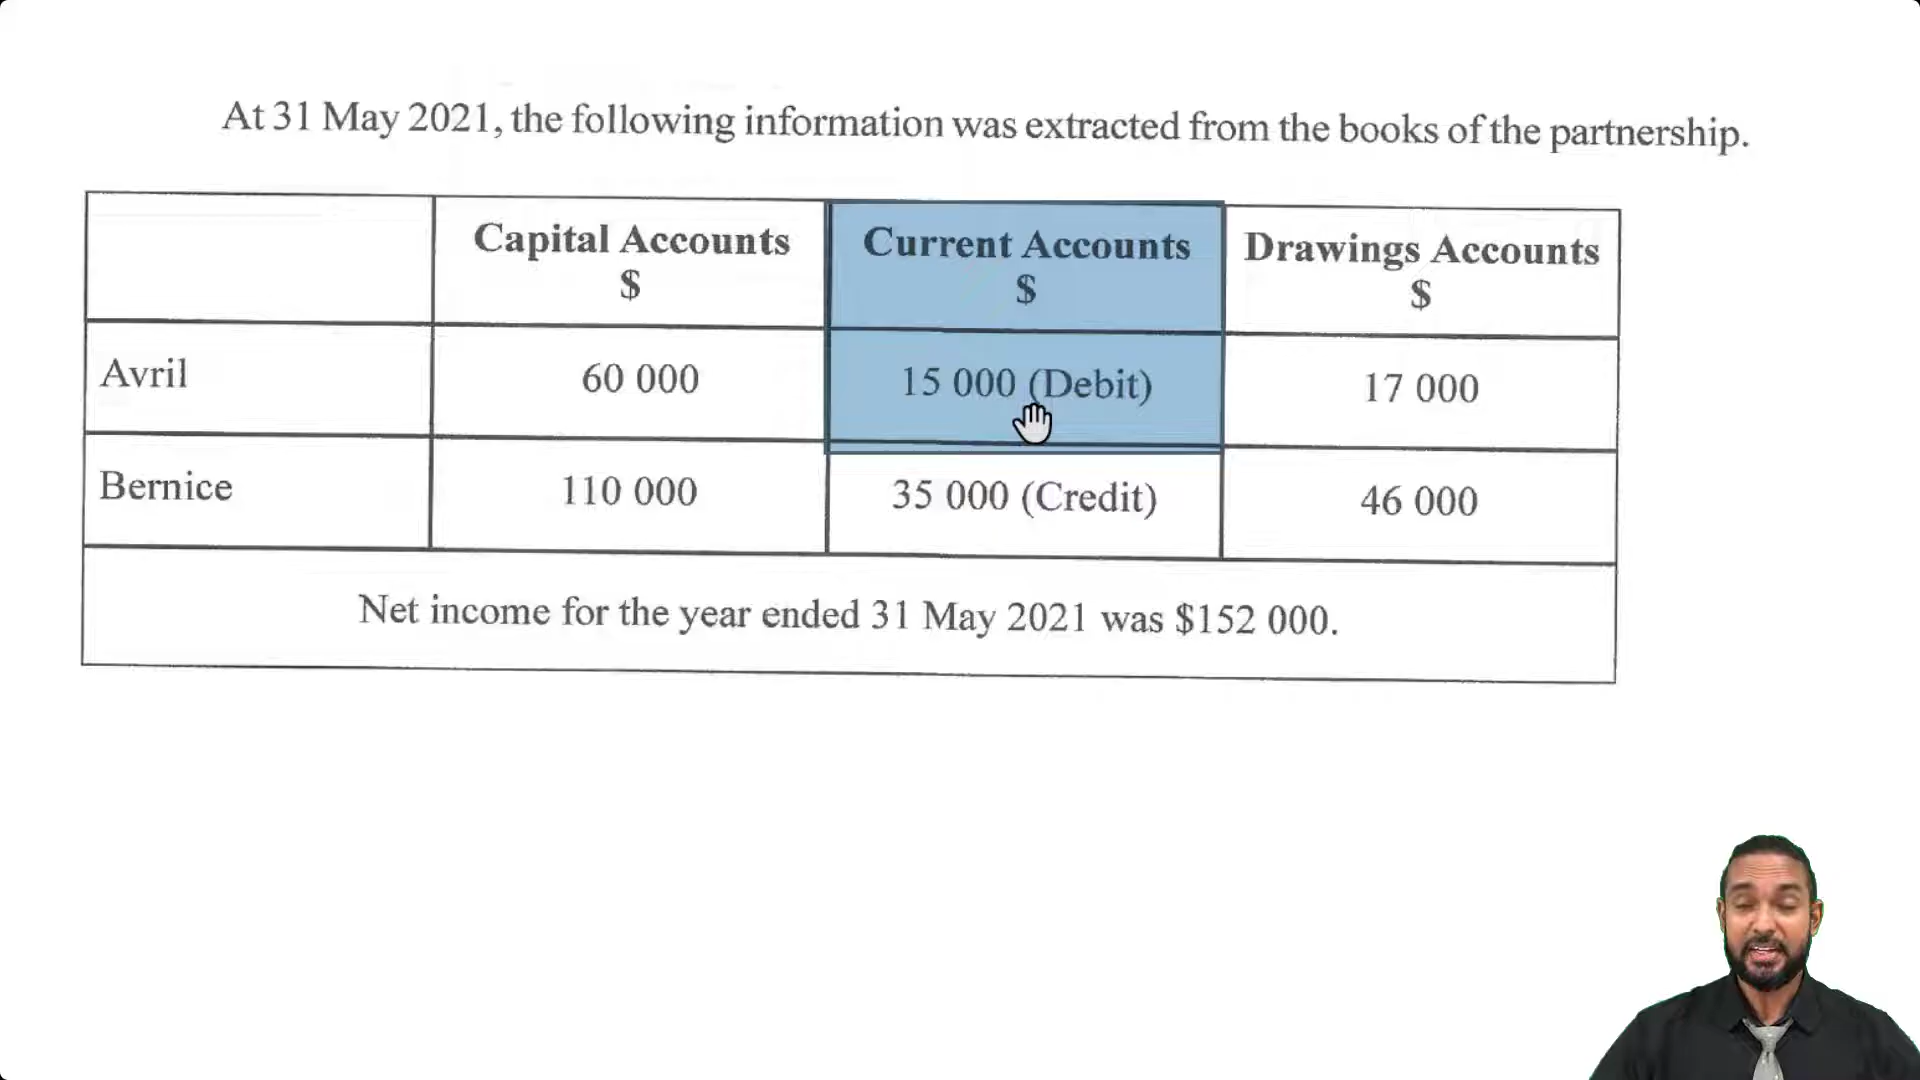 At 31 May 2021, the following information was extracted from the books of the partnership.
Capital Accounts
$
Current Accounts
$
Drawings Accounts
$
Avril
60 000
15 000 (Debit)
17 000
Bernice
110 000
35 000 (Credit)
46 000
Net income for the year ended 31 May 2021 was $152 000.